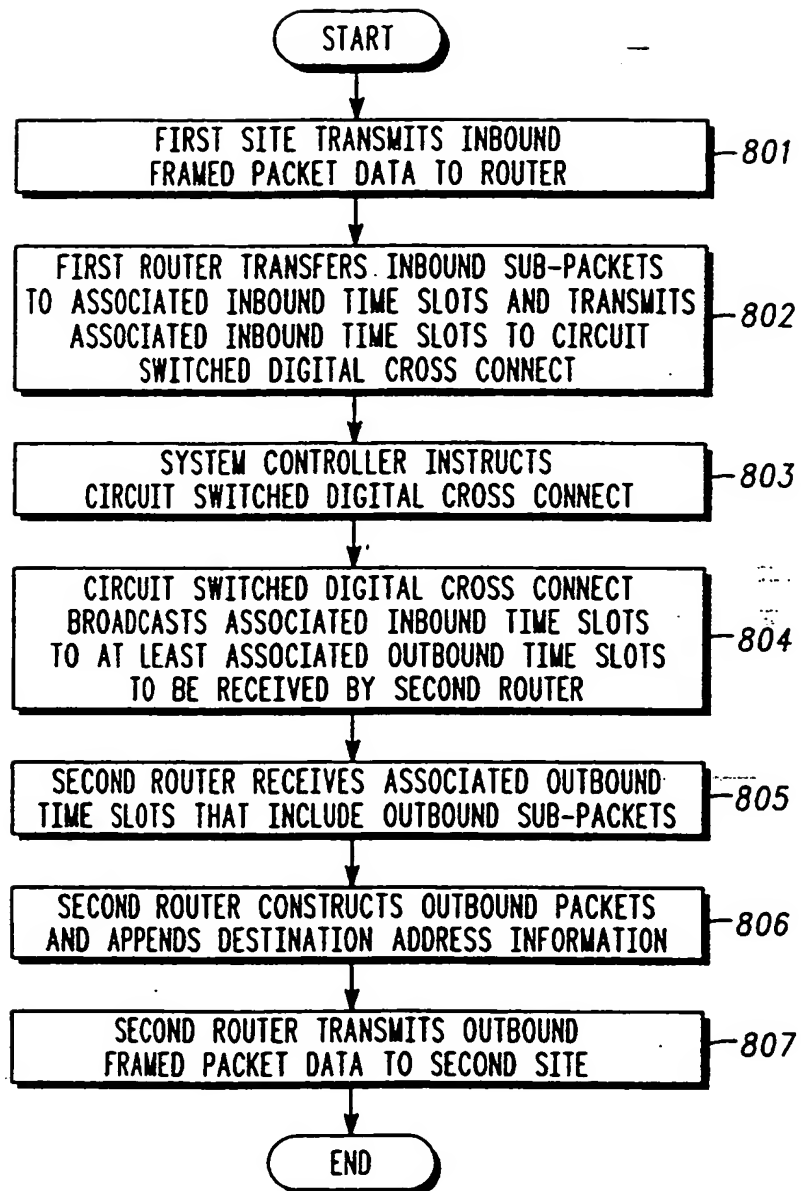 START
FIRST SITE TRANSMITS INBOUND
FRAMED PACKET DATA TO ROUTER
801
FIRST ROUTER TRANSFERS INBOUND SUB-PACKETS
TO ASSOCIATED INBOUND TIME SLOTS AND TRANSMITS
ASSOCIATED INBOUND TIME SLOTS TO CIRCUIT
SWITCHED DIGITAL CROSS CONNECT
802
SYSTEM CONTROLLER INSTRUCTS
CIRCUIT SWITCHED DIGITAL CROSS CONNECT
803
CIRCUIT SWITCHED DIGITAL CROSS CONNECT
BROADCASTS ASSOCIATED INBOUND TIME SLOTS
TO AT LEAST ASSOCIATED OUTBOUND TIME SLOTS
TO BE RECEIVED BY SECOND ROUTER
804
SECOND ROUTER RECEIVES ASSOCIATED OUTBOUND
TIME SLOTS THAT INCLUDE OUTBOUND SUB-PACKETS
805
SECOND ROUTER CONSTRUCTS OUTBOUND PACKETS
AND APPENDS DESTINATION ADDRESS INFORMATION
806
SECOND ROUTER TRANSMITS OUTBOUND
FRAMED PACKET DATA TO SECOND SITE
807
END